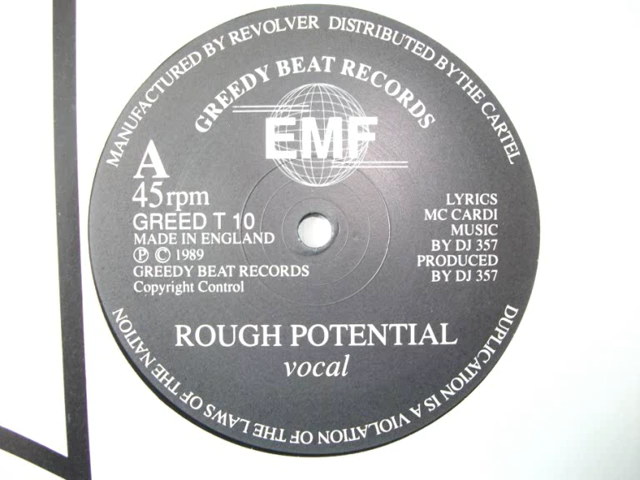 MANUFACTURED BY REVOLVER DISTRIBUTED BY THE CARTEL
GREEDY BEAT RECORDS
EMF
A
45 rpm
GREED T 10
MADE IN ENGLAND
Ⓟ © 1989
GREEDY BEAT RECORDS
Copyright Control
LYRICS
MC CARDI
MUSIC
BY DJ 357
PRODUCED
BY DJ 357
ROUGH POTENTIAL
vocal
DUPLICATION IS A VIOLATION OF THE LAWS OF THE NATION